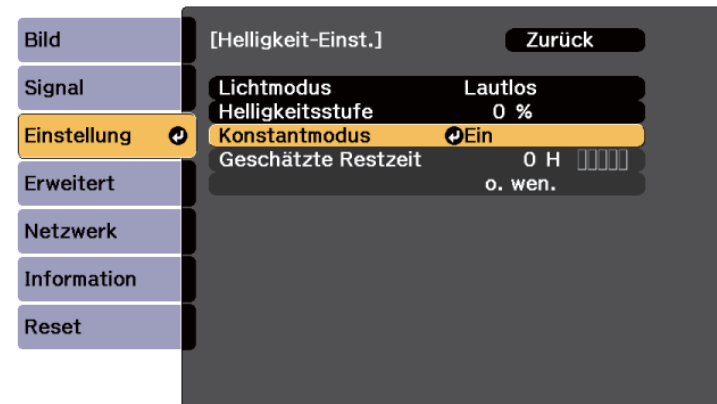 Bild
Signal
Einstellung
Erweitert
Netzwerk
Information
Reset
[Helligkeit-Einst.] Zurück
Lichtmodus Lautlos
Helligkeitsstufe 0 %
Konstantmodus Ein
Geschätzte Restzeit 0 H
o. wen.